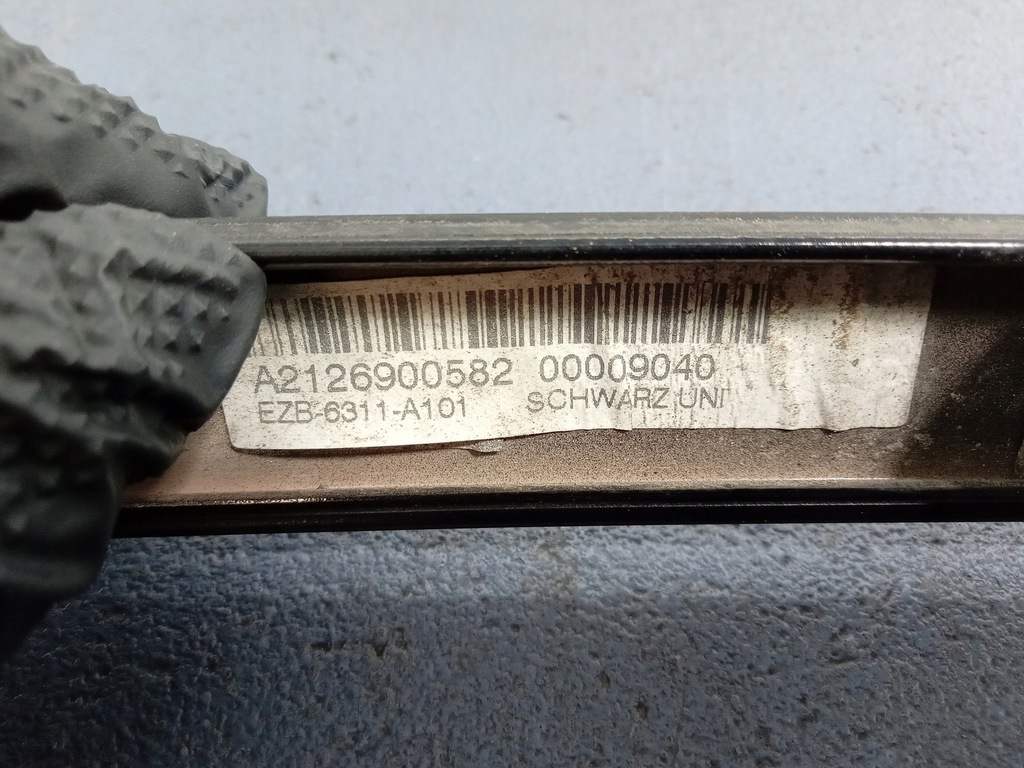 A2126900582 00009040
EZB-6311-A101 SCHWARZ UNI